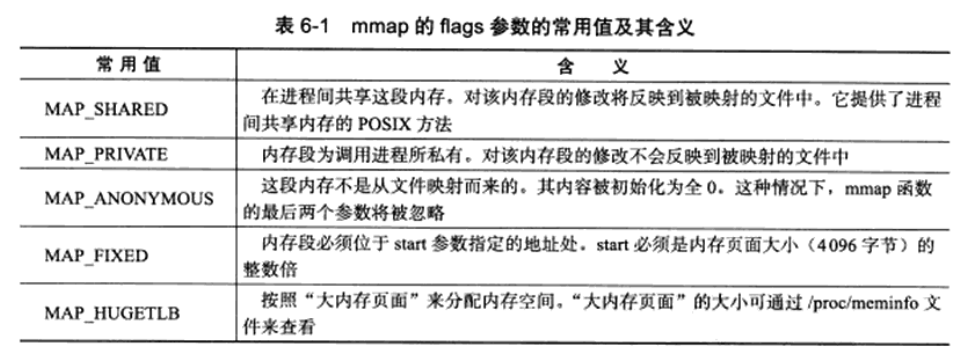 表 6-1 mmap 的 flags 参数的常用值及其含义
常用值 含 义
MAP_SHARED 在进程间共享这段内存。对该内存段的修改将反映到被映射的文件中。它提供了进程
间共享内存的 POSIX 方法
MAP_PRIVATE 内存段为调用进程所私有。对该内存段的修改不会反映到被映射的文件中
MAP_ANONYMOUS 这段内存不是从文件映射而来的。其内容被初始化为全 0。这种情况下，mmap 函数
的最后两个参数将被忽略
MAP_FIXED 内存段必须位于 start 参数指定的地址处。start 必须是内存页面大小（4096 字节）的
整数倍
MAP_HUGETLB 按照“大内存页面”来分配内存空间。“大内存页面”的大小可通过 /proc/meminfo 文
件来查看